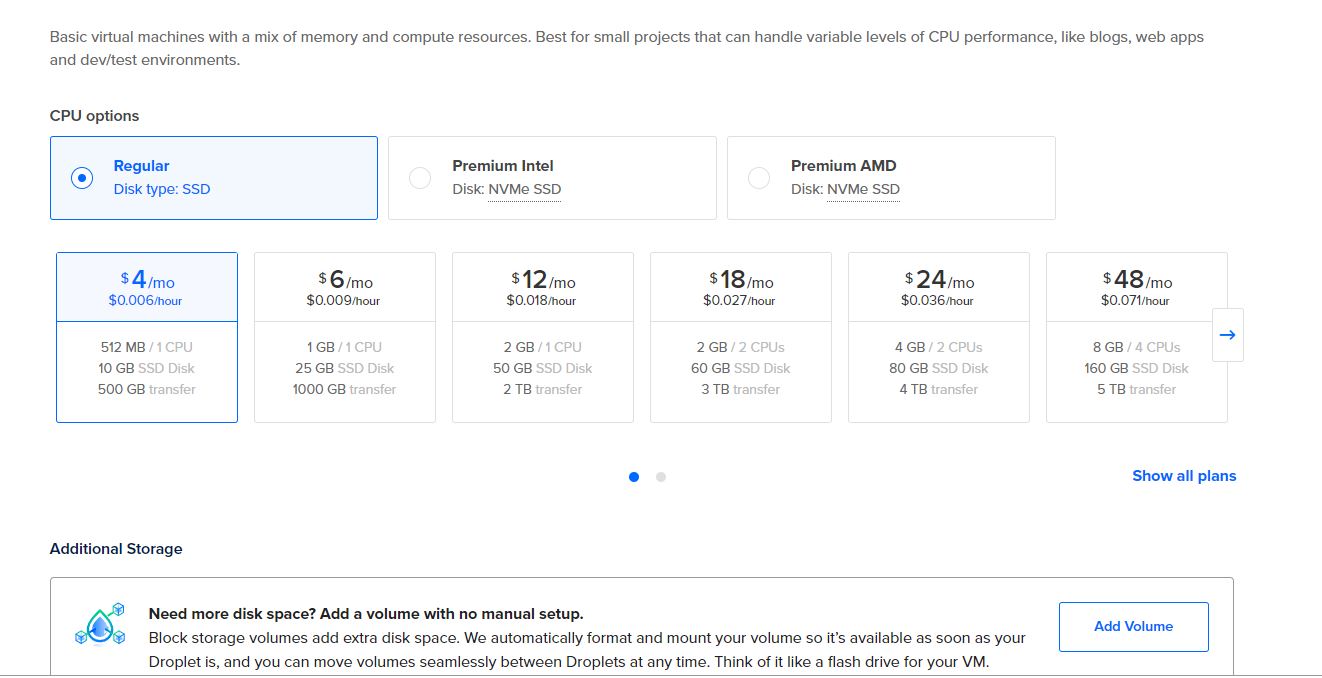 Basic virtual machines with a mix of memory and compute resources. Best for small projects that can handle variable levels of CPU performance, like blogs, web apps
and dev/test environments.
CPU options
Regular
Disk type: SSD
Premium Intel
Disk: NVMe SSD
Premium AMD
Disk: NVMe SSD
$4/mo
$0.006/hour
512 MB / 1 CPU
10 GB SSD Disk
500 GB transfer
$6/mo
$0.009/hour
1 GB / 1 CPU
25 GB SSD Disk
1000 GB transfer
$12/mo
$0.018/hour
2 GB / 1 CPU
50 GB SSD Disk
2 TB transfer
$18/mo
$0.027/hour
2 GB / 2 CPUs
60 GB SSD Disk
3 TB transfer
$24/mo
$0.036/hour
4 GB / 2 CPUs
80 GB SSD Disk
4 TB transfer
$48/mo
$0.071/hour
8 GB / 4 CPUs
160 GB SSD Disk
5 TB transfer
Show all plans
Additional Storage
Need more disk space? Add a volume with no manual setup.
Block storage volumes add extra disk space. We automatically format and mount your volume so it's available as soon as your
Droplet is, and you can move volumes seamlessly between Droplets at any time. Think of it like a flash drive for your VM.
Add Volume